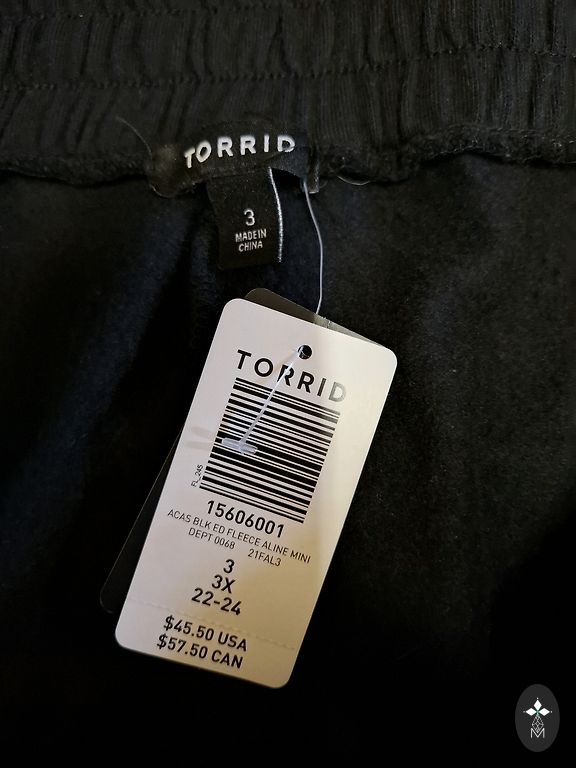 TORRID
3
MADE IN
CHINA
TORRID
FL_245
15606001
ACAS BLK ED FLEECE ALINE MINI
DEPT 0068 21FAL3
3
3X
22-24
$45.50 USA
$57.50 CAN
M